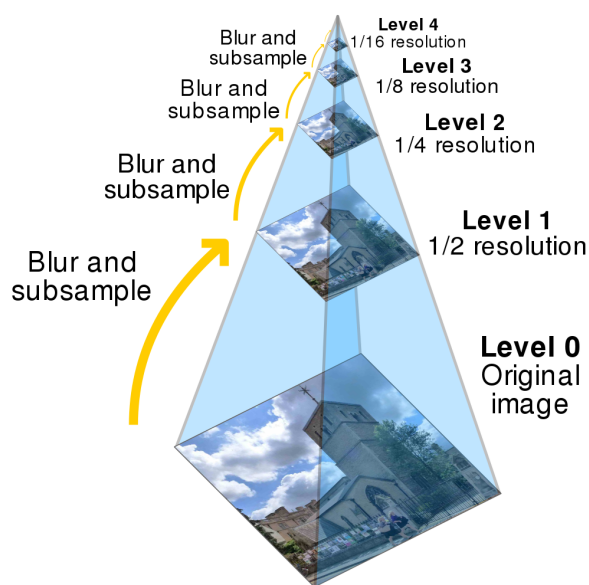 Level 4
1/16 resolution
Blur and
subsample
Level 3
1/8 resolution
Blur and
subsample
Level 2
1/4 resolution
Blur and
subsample
Level 1
1/2 resolution
Blur and
subsample
Level 0
Original
image